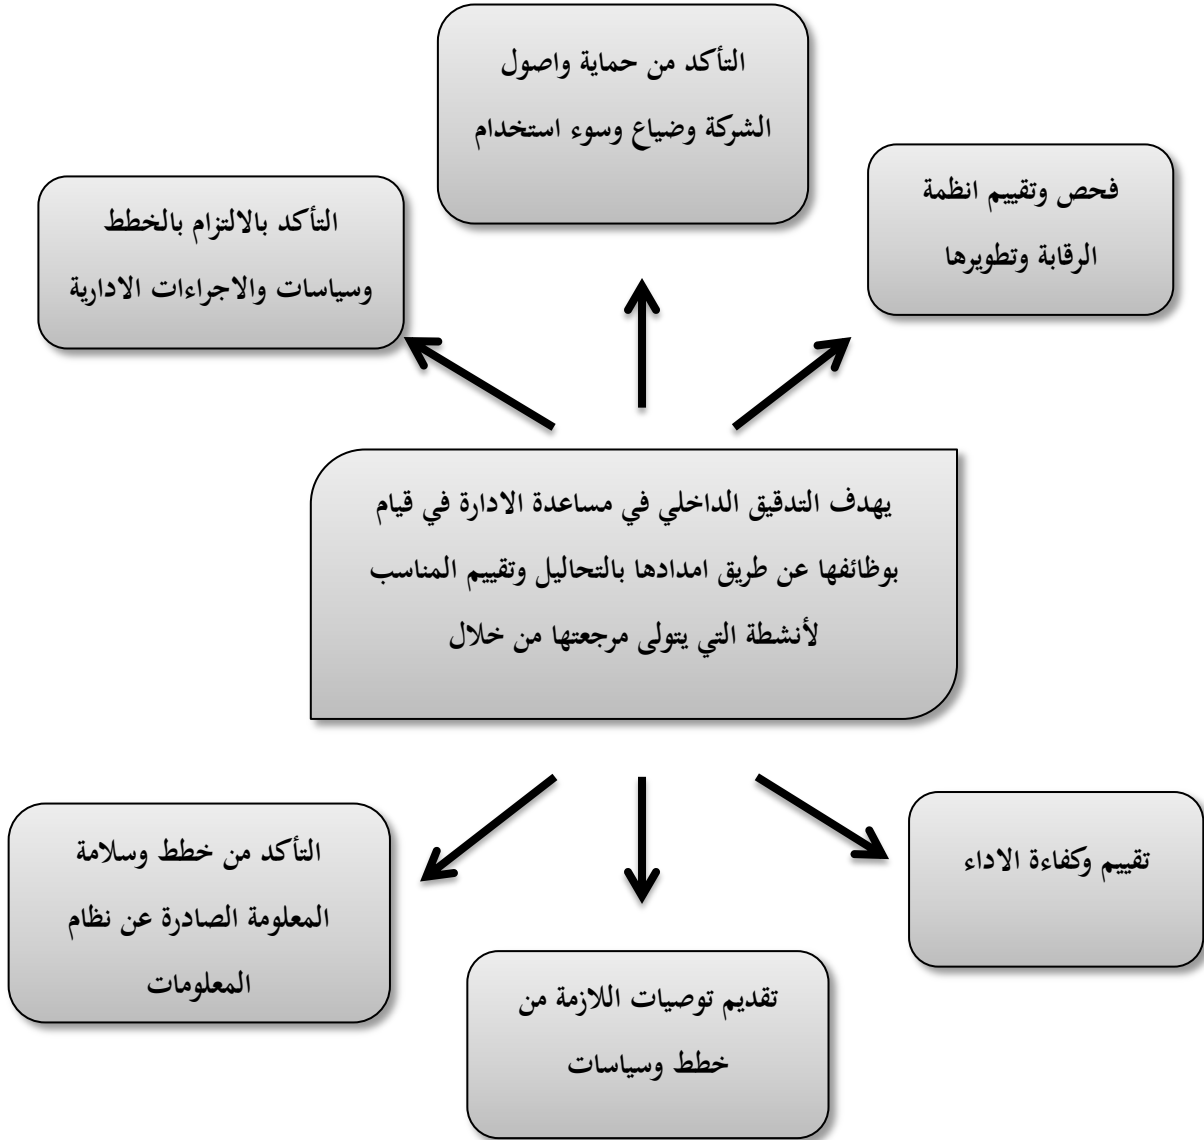 التأكد من حماية واصول
الشركة وضياع وسوء استخدام
فحص وتقييم انظمة
الرقابة وتطويرها
التأكد بالالتزام بالخطط
وسياسات والاجراءات الادارية
يهدف التدقيق الداخلي في مساعدة الادارة في قيام
بوظائفها عن طريق امدادها بالتحاليل وتقييم المناسب
لأنشطة التي يتولى مرجعتها من خلال
تقييم وكفاءة الاداء
التأكد من خطط وسلامة
المعلومة الصادرة عن نظام
المعلومات
تقديم توصيات اللازمة من
خطط وسياسات